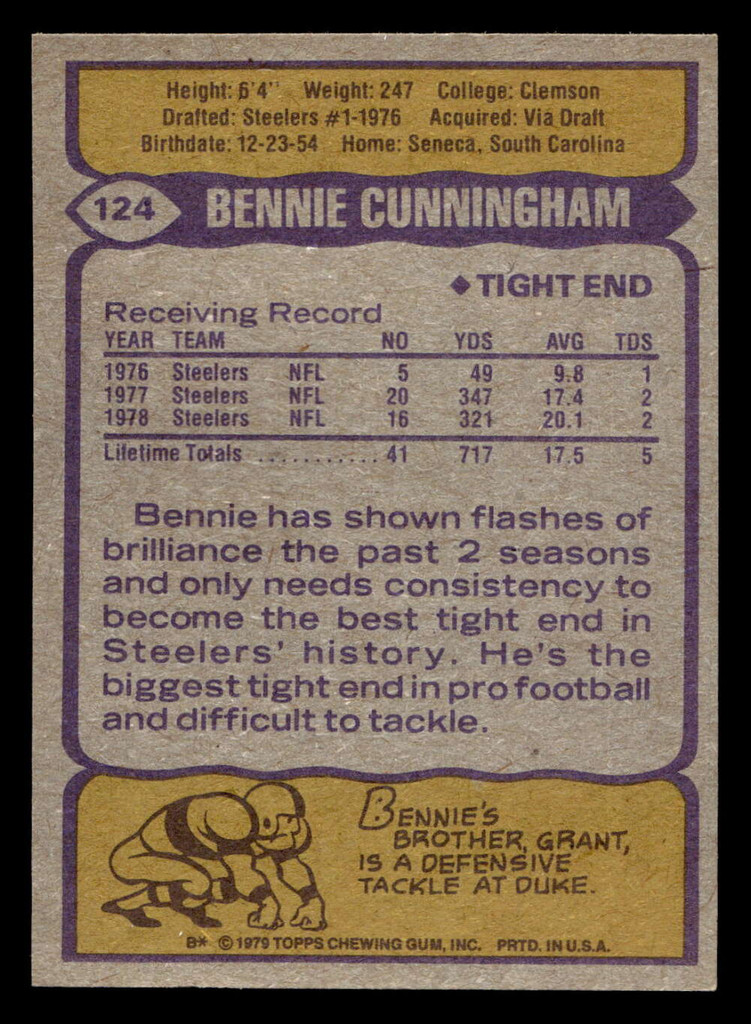 Height: 6'4" Weight: 247 College: Clemson
Drafted: Steelers #1-1976 Acquired: Via Draft
Birthdate: 12-23-54 Home: Seneca, South Carolina
124 BENNIE CUNNINGHAM
◆ TIGHT END
Receiving Record
YEAR TEAM NO YDS AVG TDS
1976 Steelers NFL 5 49 9.8 1
1977 Steelers NFL 20 347 17.4 2
1978 Steelers NFL 16 321 20.1 2
Lifetime Totals ............ 41 717 17.5 5
Bennie has shown flashes of
brilliance the past 2 seasons
and only needs consistency to
become the best tight end in
Steelers' history. He's the
biggest tight end in pro football
and difficult to tackle.
BENNIE'S
BROTHER, GRANT,
IS A DEFENSIVE
TACKLE AT DUKE.
B* © 1979 TOPPS CHEWING GUM, INC. PRTD. IN U.S.A.